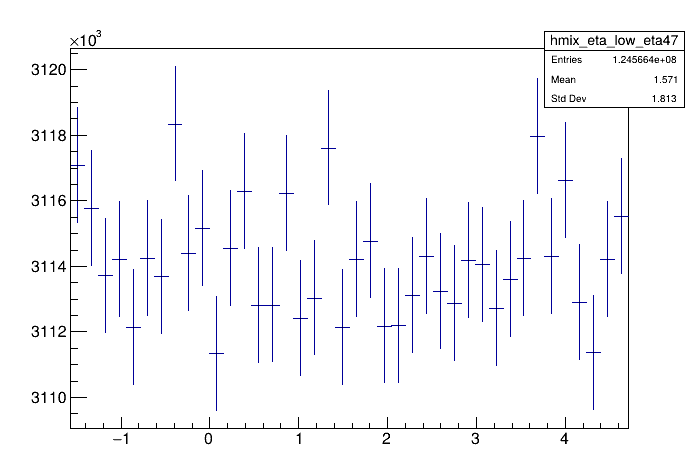 ×10³
hmix_eta_low_eta47
Entries 1.245664e+08
Mean 1.571
Std Dev 1.813
3120
3118
3116
3114
3112
3110
−1 0 1 2 3 4